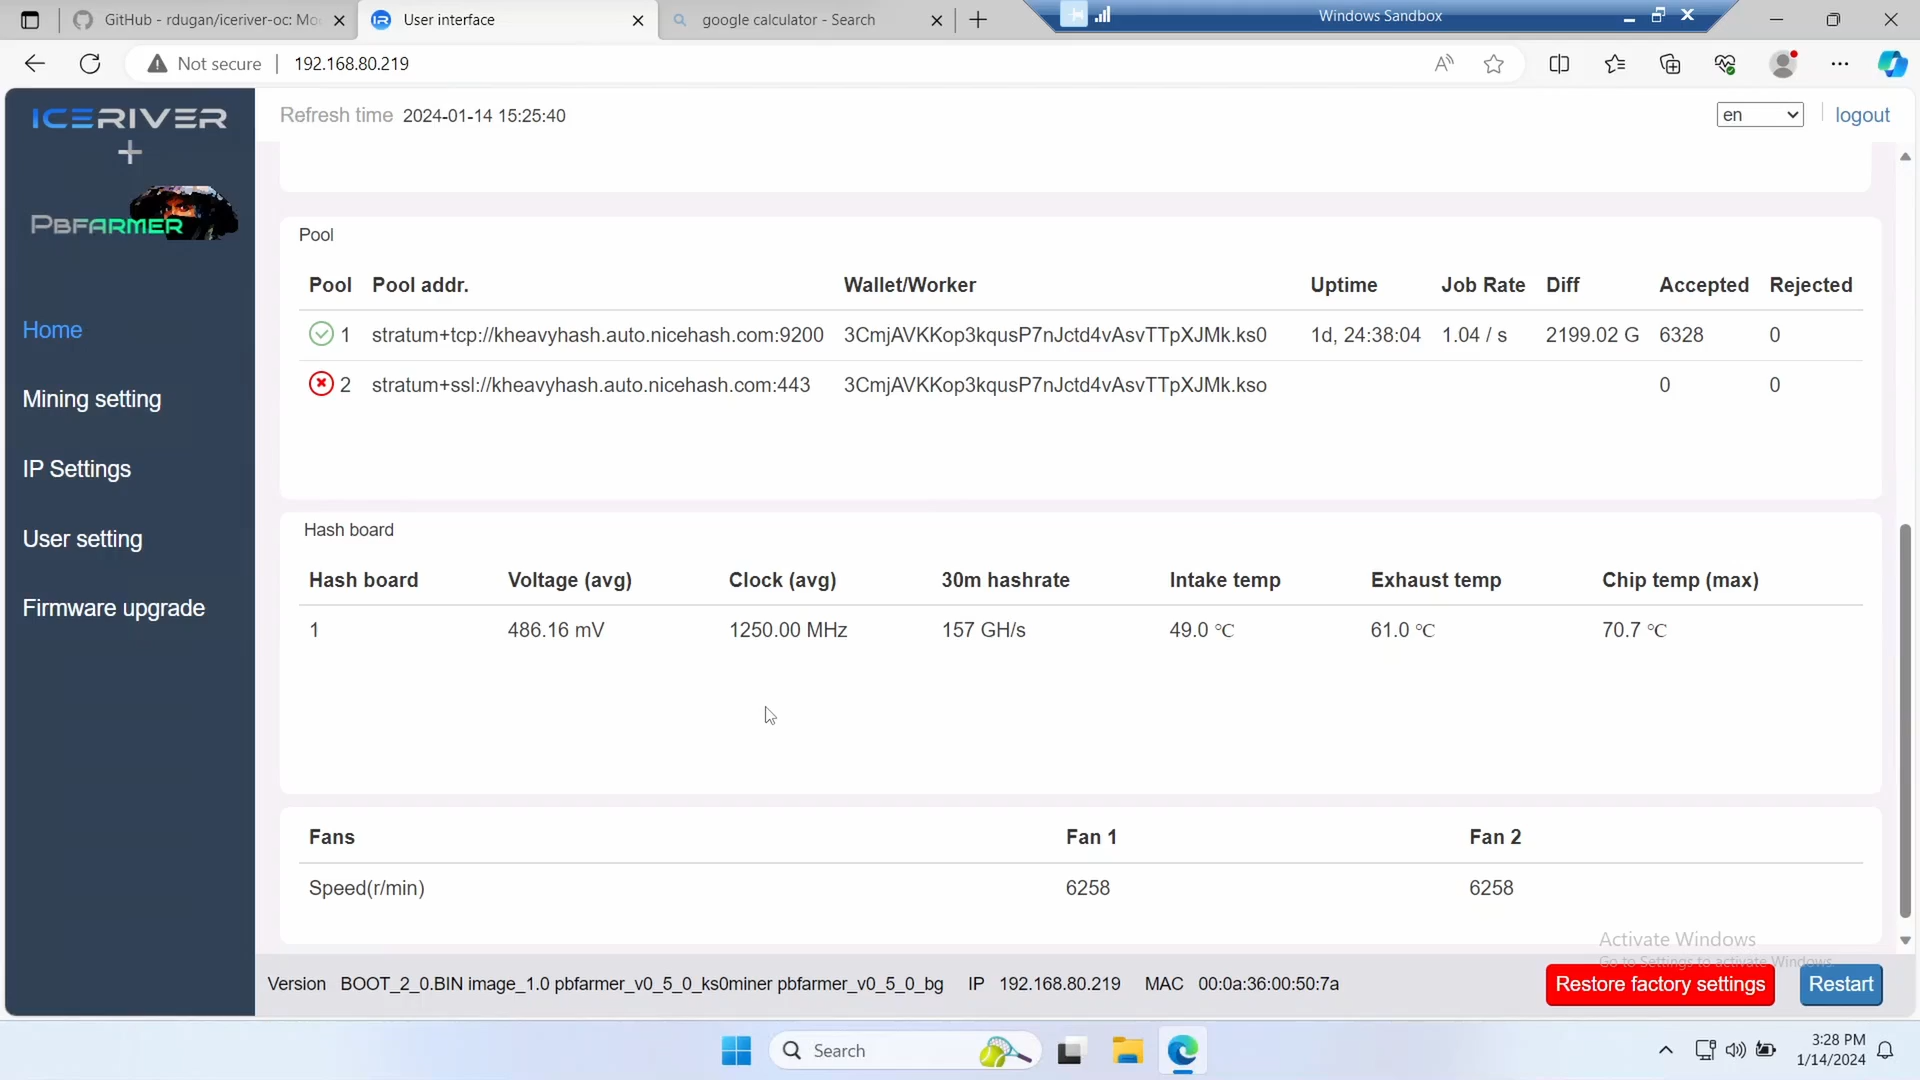 GitHub - rdugan/iceriver-oc: Mo
User interface
google calculator - Search
Windows Sandbox
Not secure
192.168.80.219
ICERIVER
+
PBFARMER
Refresh time 2024-01-14 15:25:40
en
logout
Home
Mining setting
IP Settings
User setting
Firmware upgrade
Pool
Pool Pool addr. Wallet/Worker Uptime Job Rate Diff Accepted Rejected
1 stratum+tcp://kheavyhash.auto.nicehash.com:9200 3CmjAVKKop3kqusP7nJctd4vAsvTTpXJMk.ks0 1d, 24:38:04 1.04 / s 2199.02 G 6328 0
2 stratum+ssl://kheavyhash.auto.nicehash.com:443 3CmjAVKKop3kqusP7nJctd4vAsvTTpXJMk.kso 0 0
Hash board
Hash board Voltage (avg) Clock (avg) 30m hashrate Intake temp Exhaust temp Chip temp (max)
1 486.16 mV 1250.00 MHz 157 GH/s 49.0 ℃ 61.0 ℃ 70.7 ℃
Fans Fan 1 Fan 2
Speed(r/min) 6258 6258
Activate Windows
Go to Settings to activate Windows.
Version BOOT_2_0.BIN image_1.0 pbfarmer_v0_5_0_ks0miner pbfarmer_v0_5_0_bg IP 192.168.80.219 MAC 00:0a:36:00:50:7a
Restore factory settings
Restart
Search
3:28 PM
1/14/2024